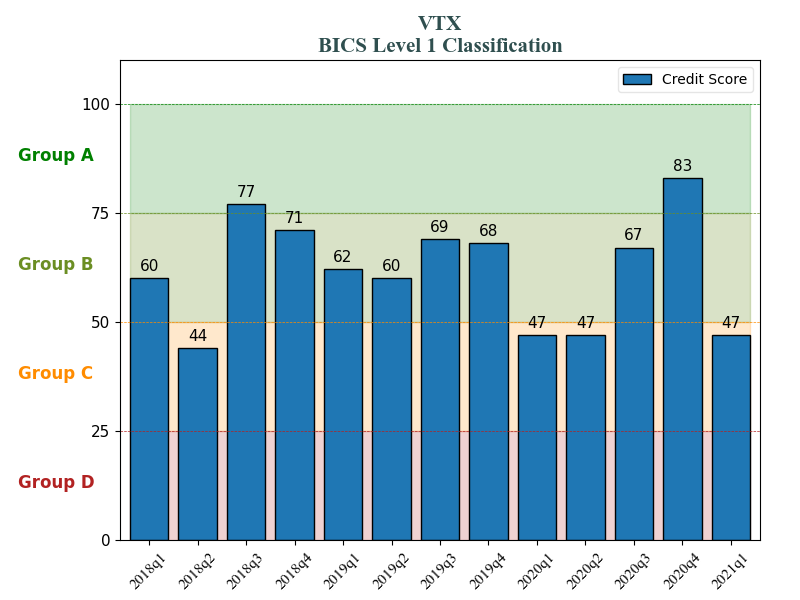 VTX
BICS Level 1 Classification
Credit Score
100
Group A
83
77
75
71
69
68
67
62
60
60
Group B
50
47
47
47
44
Group C
25
Group D
0
2018q1
2018q2
2018q3
2018q4
2019q1
2019q2
2019q3
2019q4
2020q1
2020q2
2020q3
2020q4
2021q1